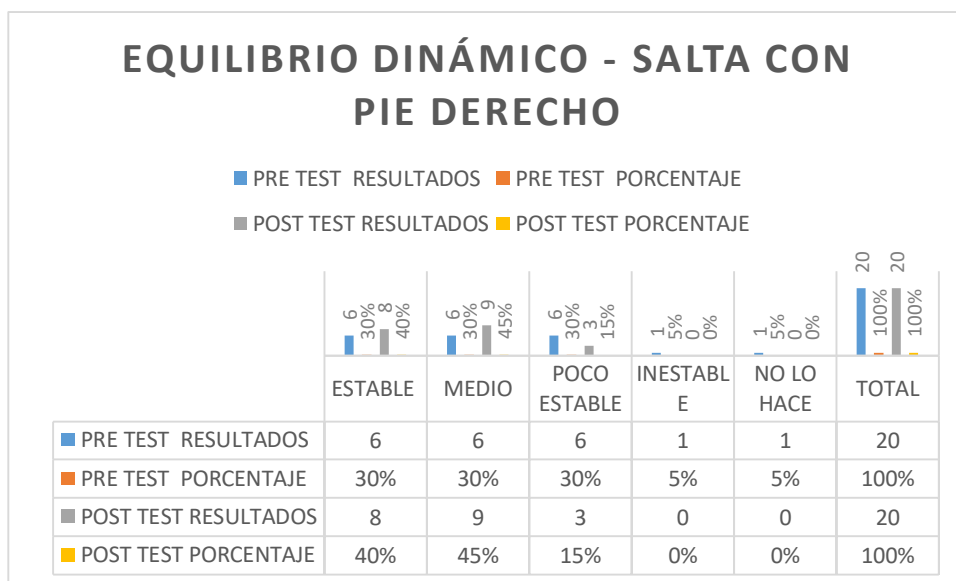 EQUILIBRIO DINÁMICO - SALTA CON
PIE DERECHO
PRE TEST RESULTADOS PRE TEST PORCENTAJE
POST TEST RESULTADOS POST TEST PORCENTAJE
6 30% 8 40% 6 30% 9 45% 6 30% 3 15% 1 5% 0 0% 1 5% 0 0% 20 100% 20 100%
ESTABLE MEDIO POCO ESTABLE INESTABL E NO LO HACE TOTAL
PRE TEST RESULTADOS 6 6 6 1 1 20
PRE TEST PORCENTAJE 30% 30% 30% 5% 5% 100%
POST TEST RESULTADOS 8 9 3 0 0 20
POST TEST PORCENTAJE 40% 45% 15% 0% 0% 100%